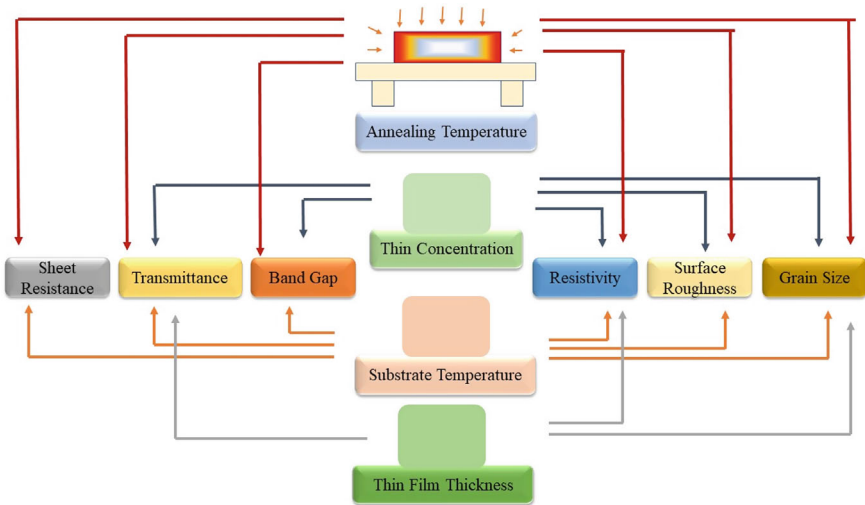 Annealing Temperature
Thin Concentration
Sheet
Resistance
Transmittance
Band Gap
Resistivity
Surface
Roughness
Grain Size
Substrate Temperature
Thin Film Thickness